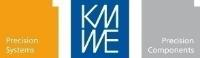 Precision
Systems
KM
WE
Precision
Components